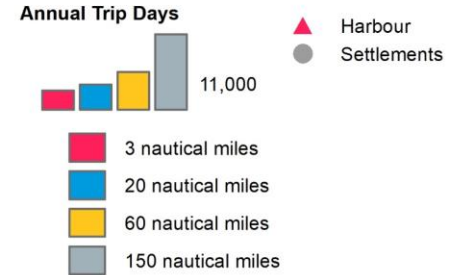 Annual Trip Days
11,000
3 nautical miles
20 nautical miles
60 nautical miles
150 nautical miles
Harbour
Settlements